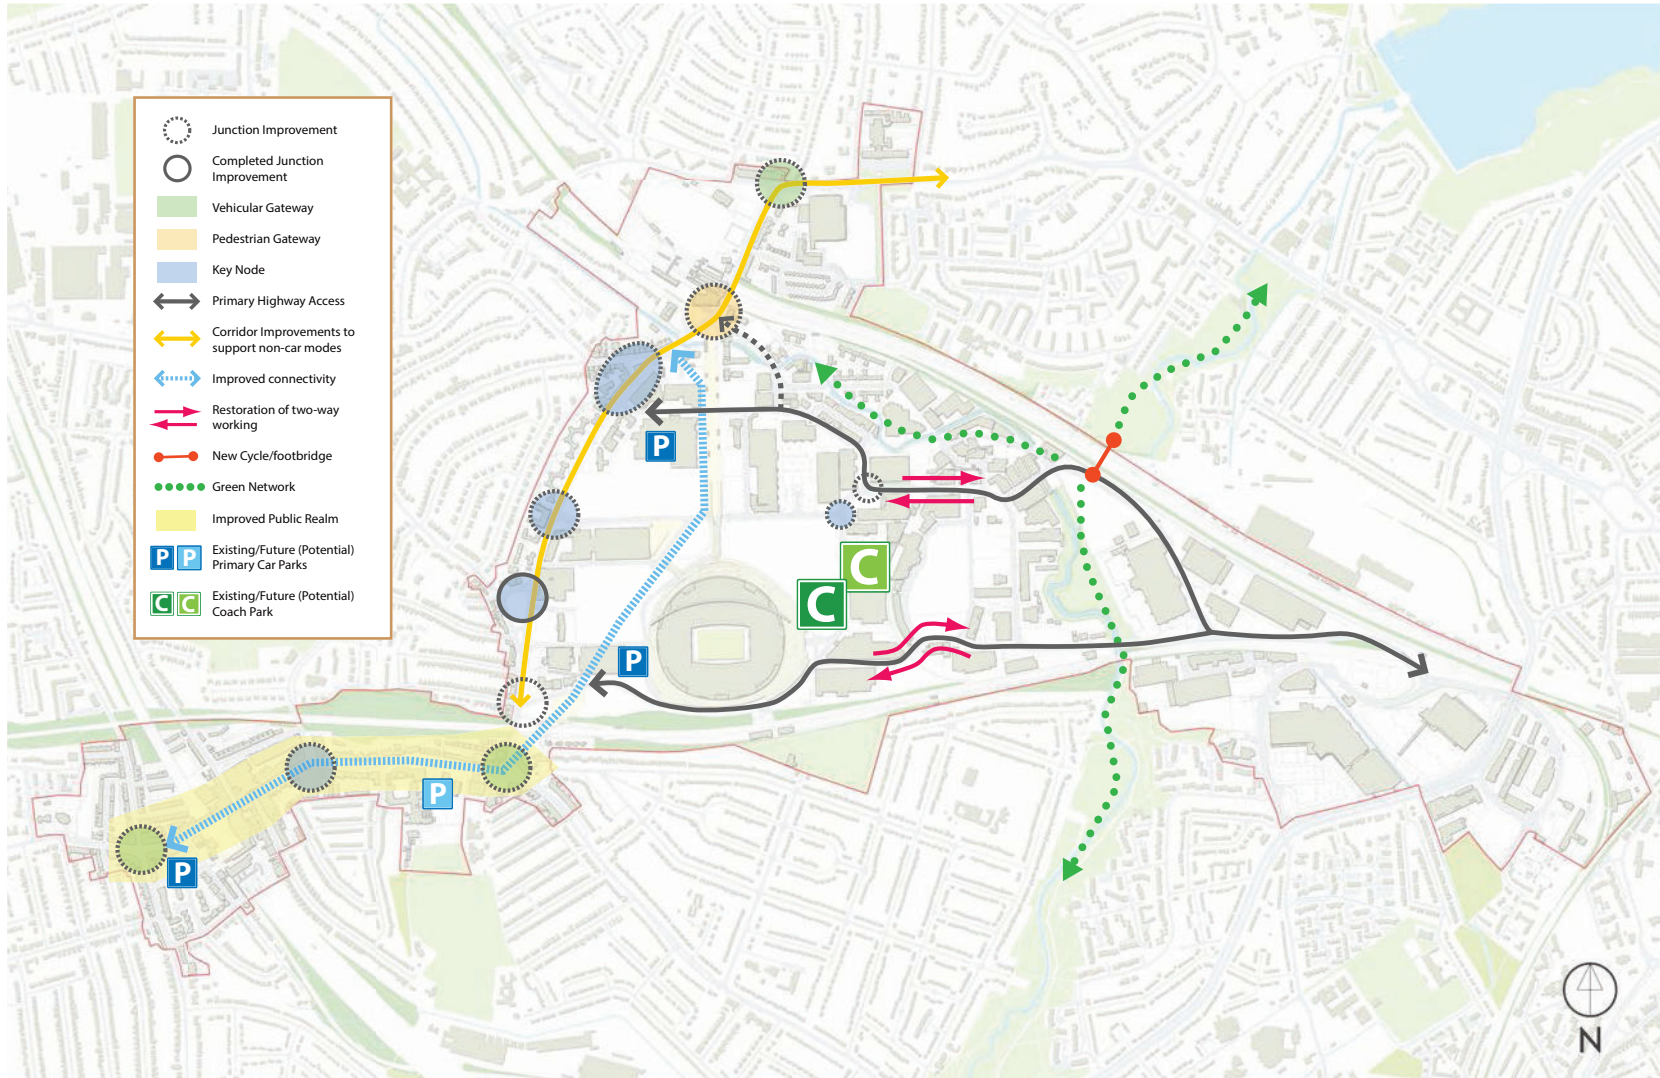 Junction Improvement
Completed Junction
Improvement
Vehicular Gateway
Pedestrian Gateway
Key Node
Primary Highway Access
Corridor Improvements to
support non-car modes
Improved connectivity
Restoration of two-way
working
New Cycle/footbridge
Green Network
Improved Public Realm
P P Existing/Future (Potential)
Primary Car Parks
C C Existing/Future (Potential)
Coach Park
P
C
C
P
P
P
N